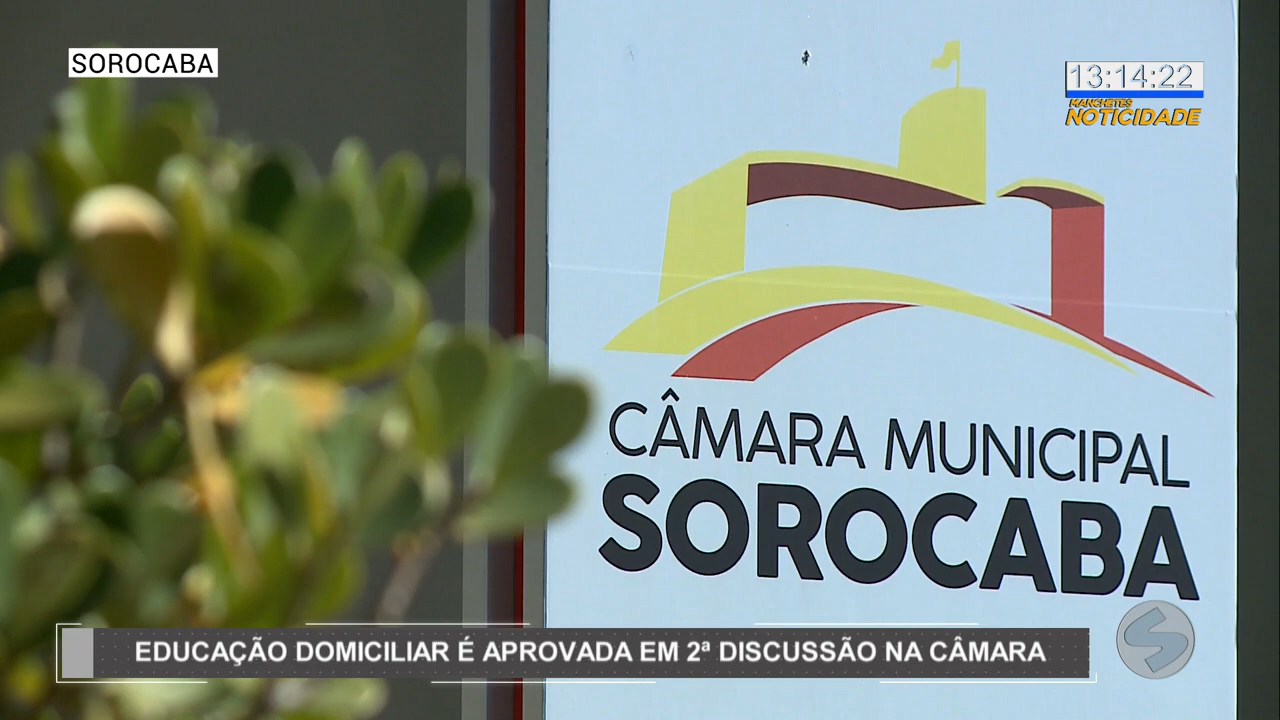 SOROCABA
13:14:22
MANCHETES
NOTICIDADE
CÂMARA MUNICIPAL
SOROCABA
EDUCAÇÃO DOMICILIAR É APROVADA EM 2ª DISCUSSÃO NA CÂMARA